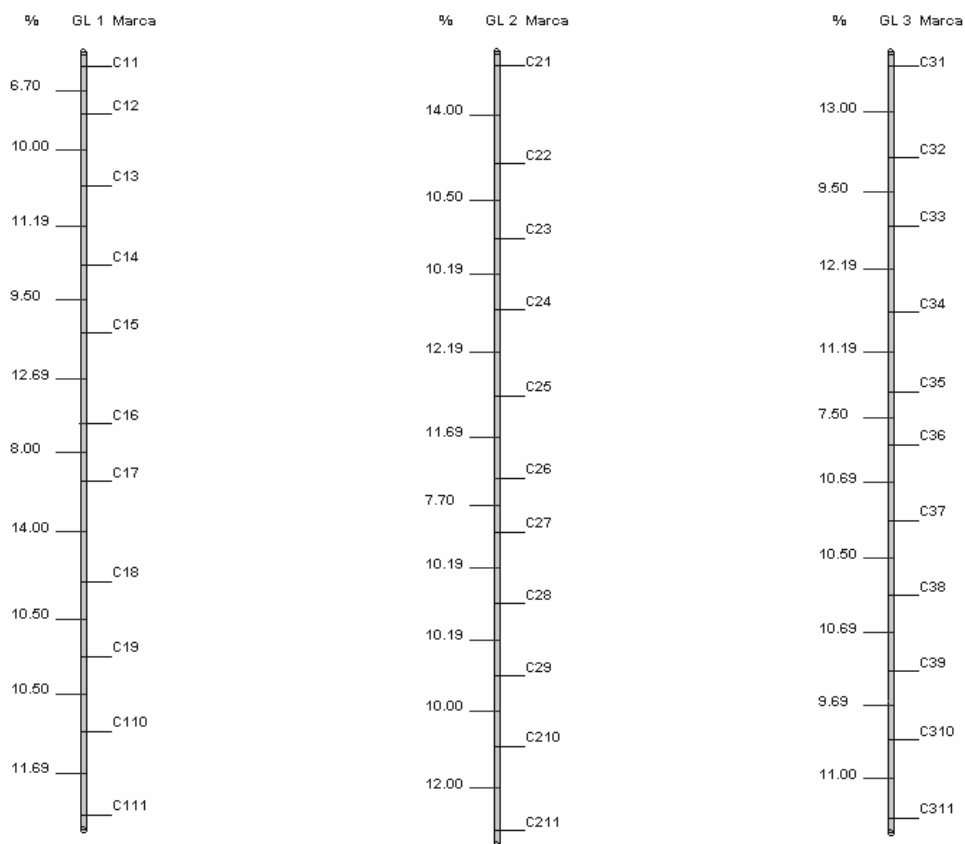 % GL 1 Marca
C11
6.70
C12
10.00
C13
11.19
C14
9.50
C15
12.69
C16
8.00
C17
14.00
C18
10.50
C19
10.50
C110
11.69
C111
% GL 2 Marca
C21
14.00
C22
10.50
C23
10.19
C24
12.19
C25
11.69
C26
7.70
C27
10.19
C28
10.19
C29
10.00
C210
12.00
C211
% GL 3 Marca
C31
13.00
C32
9.50
C33
12.19
C34
11.19
C35
7.50
C36
10.69
C37
10.50
C38
10.69
C39
9.69
C310
11.00
C311